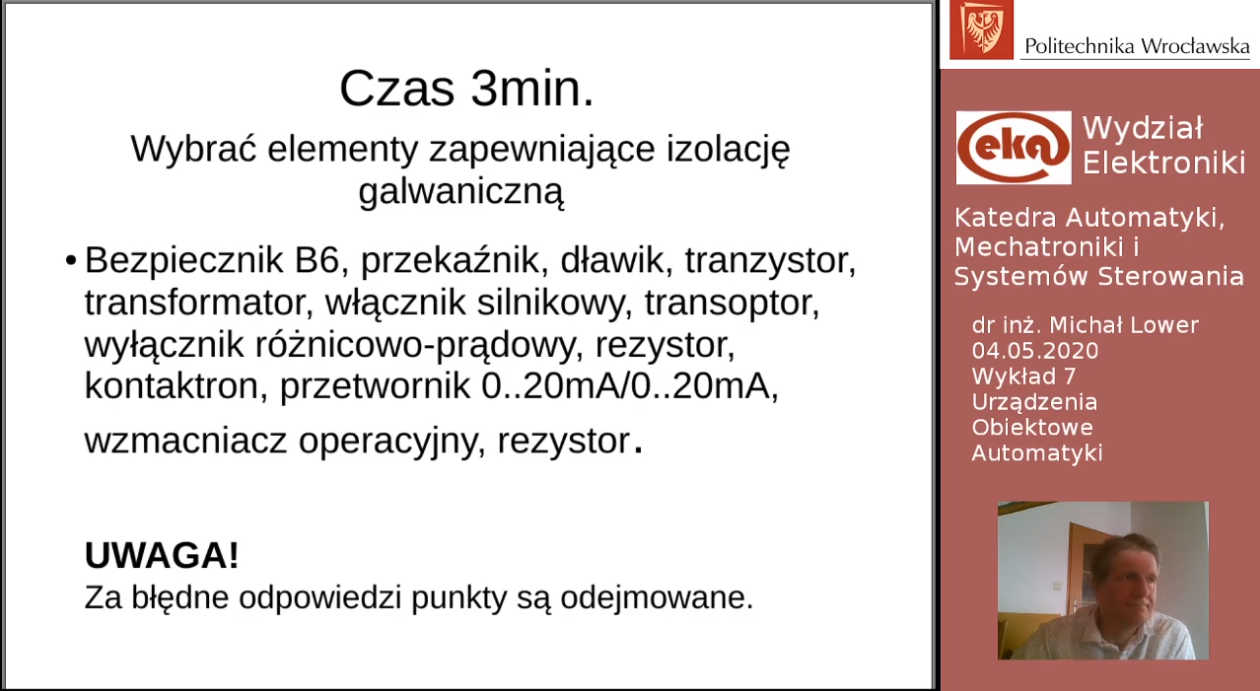 Czas 3min.
Wybrać elementy zapewniające izolację
galwaniczną
• Bezpiecznik B6, przekaźnik, dławik, tranzystor,
transformator, włącznik silnikowy, transoptor,
wyłącznik różnicowo-prądowy, rezystor,
kontaktron, przetwornik 0..20mA/0..20mA,
wzmacniacz operacyjny, rezystor.
UWAGA!
Za błędne odpowiedzi punkty są odejmowane.
Politechnika Wrocławska
eka
Wydział
Elektroniki
Katedra Automatyki,
Mechatroniki i
Systemów Sterowania
dr inż. Michał Lower
04.05.2020
Wykład 7
Urządzenia
Obiektowe
Automatyki